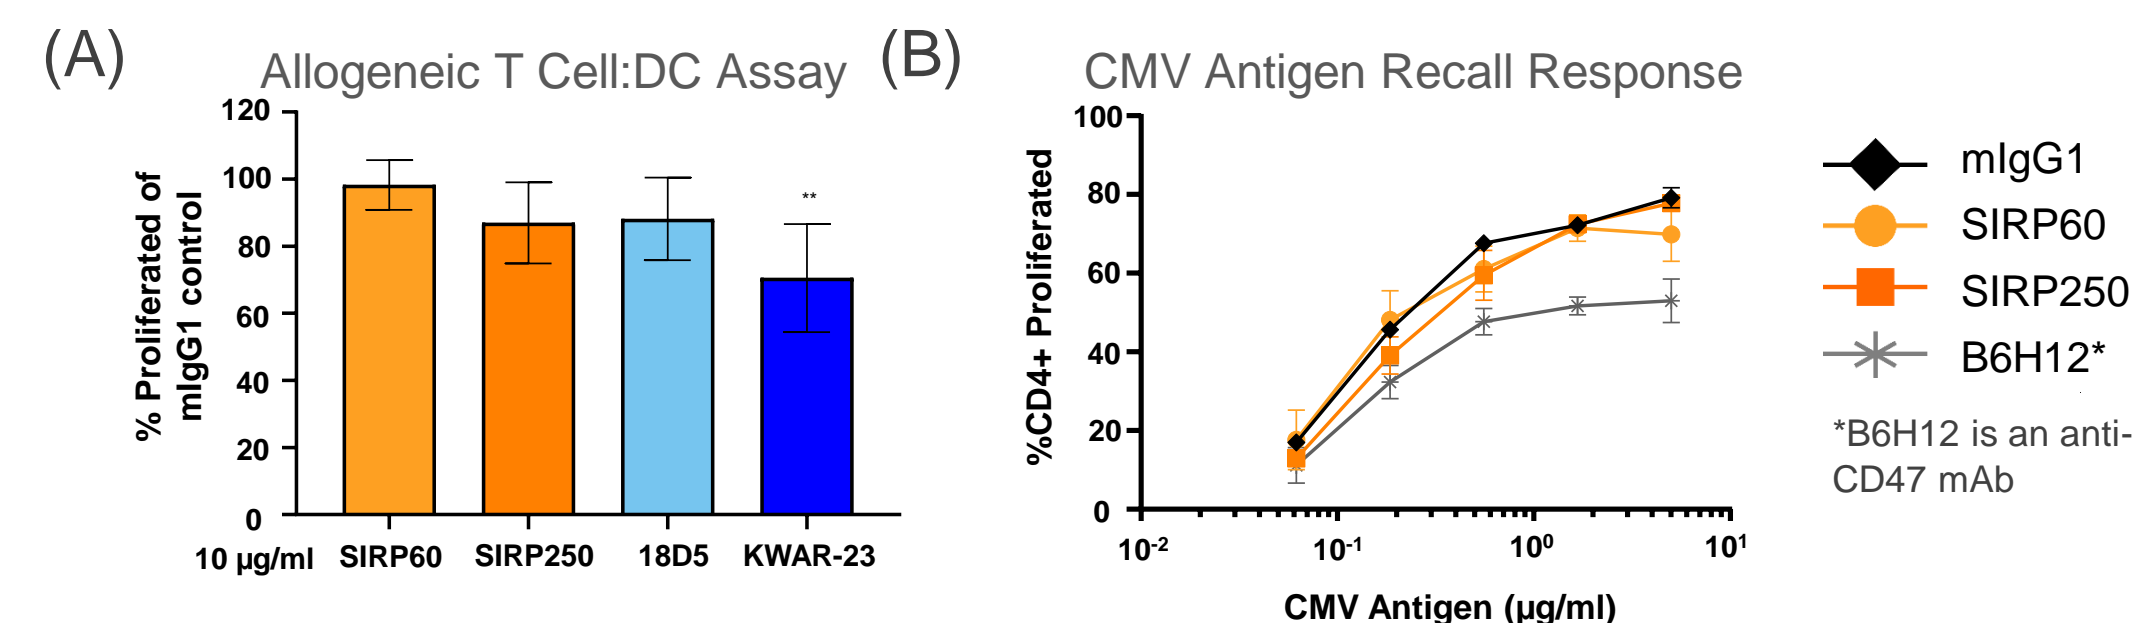 (A)
Allogeneic T Cell:DC Assay
% Proliferated of
mIgG1 control
120
100
80
60
40
20
0
**
10 µg/ml SIRP60 SIRP250 18D5 KWAR-23
(B)
CMV Antigen Recall Response
%CD4+ Proliferated
100
80
60
40
20
0
10-2 10-1 100 101
CMV Antigen (µg/ml)
mIgG1
SIRP60
SIRP250
B6H12*
*B6H12 is an anti-
CD47 mAb